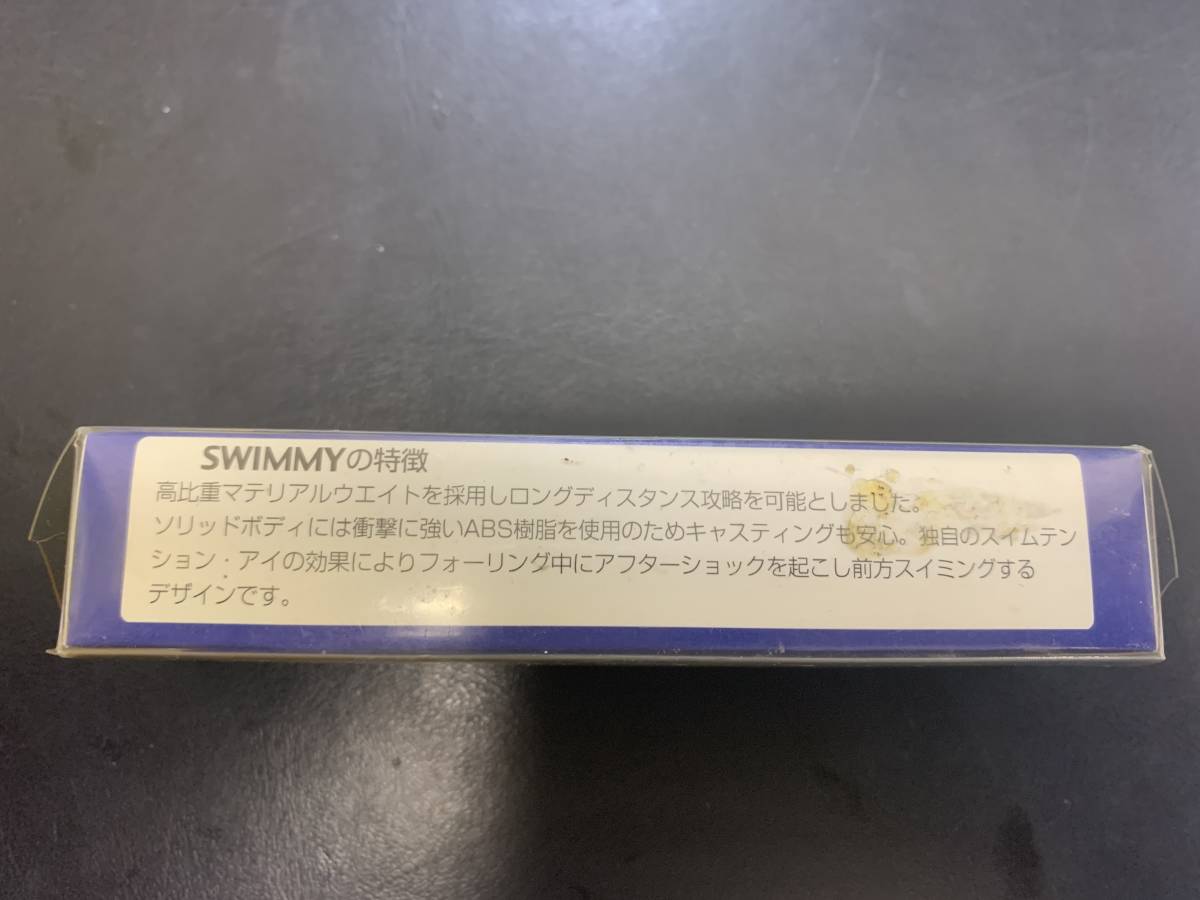 SWIMMYの特徴
高比重マテリアルウエイトを採用しロングディスタンス攻略を可能としました。
ソリッドボディには衝撃に強いABS樹脂を使用のためキャスティングも安心。独自のスイムテン
ション・アイの効果によりフォーリング中にアフターショックを起こし前方スイミングする
デザインです。